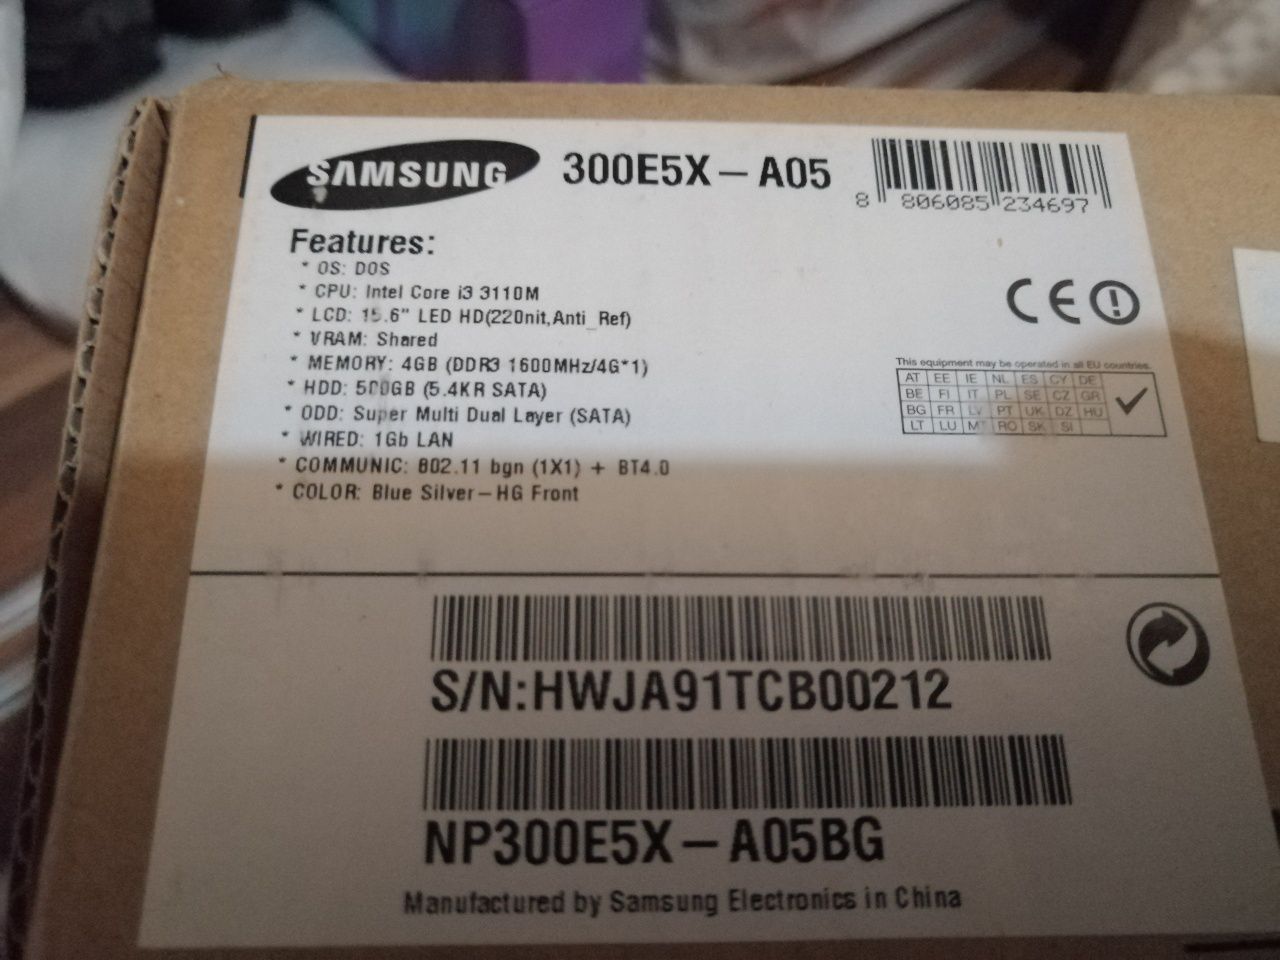 SAMSUNG 300E5X-A05
8 806085 234697
Features:
* OS: DOS
* CPU: Intel Core i3 3110M
* LCD: 15.6" LED HD(220nit,Anti_Ref)
* VRAM: Shared
* MEMORY: 4GB (DDR3 1600MHz/4G*1)
* HDD: 500GB (5.4KR SATA)
* ODD: Super Multi Dual Layer (SATA)
* WIRED: 1Gb LAN
* COMMUNIC: 802.11 bgn (1X1) + BT4.0
* COLOR: Blue Silver-HG Front
CE
This equipment may be operated in all EU countries.
AT EE IE NL ES CY DE
BE FI IT PL SE CZ GR
BG FR LV PT UK DZ HU
LT LU MT RO SK SI
S/N:HWJA91TCB00212
NP300E5X-A05BG
Manufactured by Samsung Electronics in China